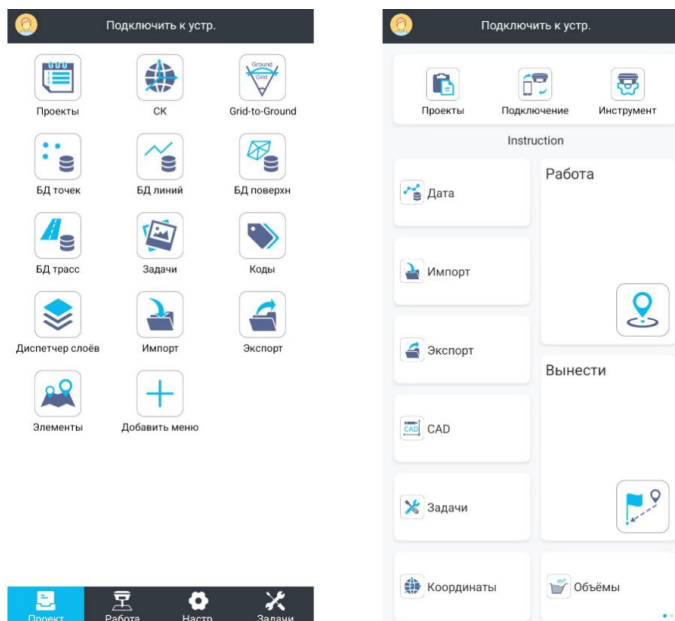 Подключить к устр.
Проекты
СК
Ground
Grid
Grid-to-Ground
БД точек
БД линий
БД поверхн
БД трасс
Задачи
Коды
Диспетчер слоёв
Импорт
Экспорт
Элементы
Добавить меню
Проект
Работа
Настр.
Задачи
Подключить к устр.
Проекты
Подключение
Инструмент
Instruction
Дата
Работа
Импорт
Экспорт
Вынести
CAD
CAD
Задачи
Координаты
m³
Объёмы